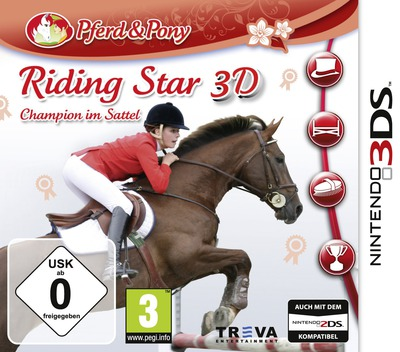 Pferd & Pony
Riding Star 3D
Champion im Sattel
NINTENDO 3DS™
USK
ab
0
freigegeben
3
www.pegi.info
TREVA
ENTERTAINMENT
AUCH MIT DEM
NINTENDO 2DS
KOMPATIBEL